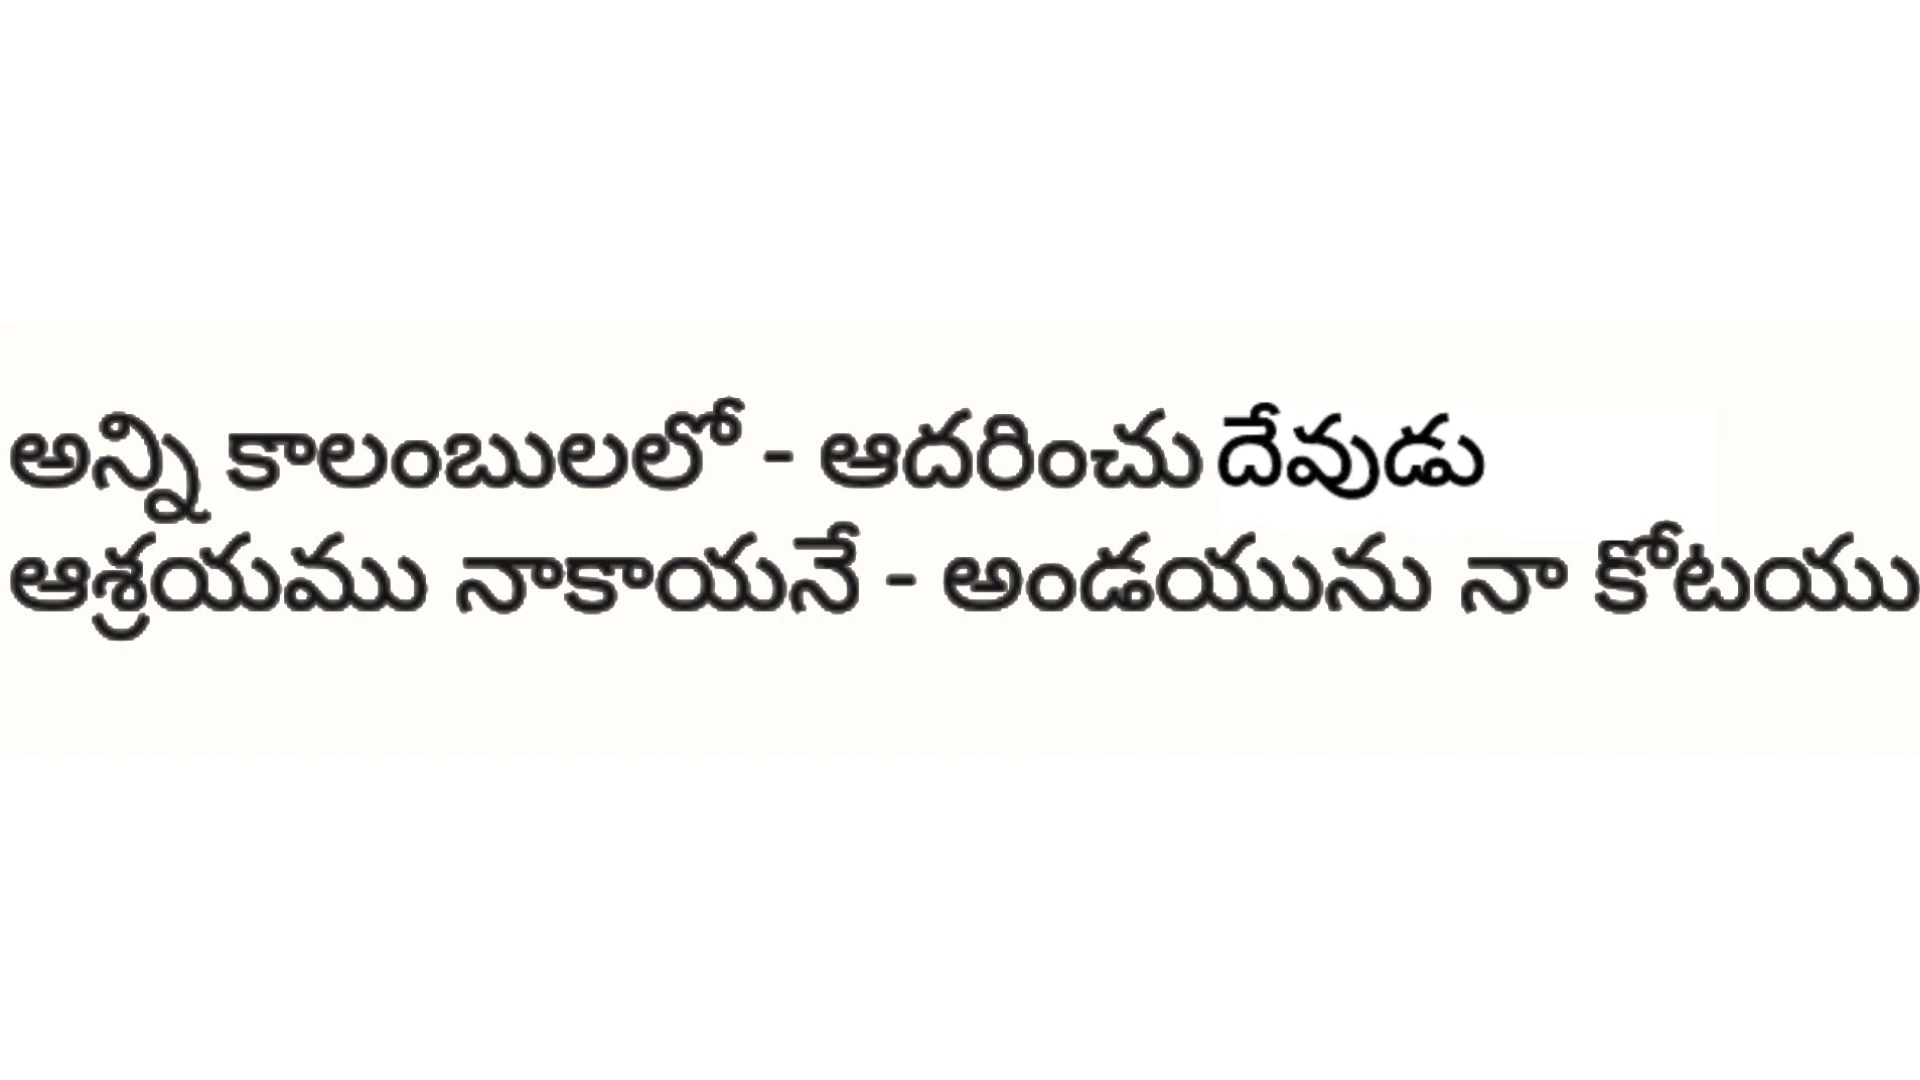 అన్ని కాలంబులలో - ఆదరించు దేవుడు
ఆశ్రయము నాకాయనే - అండయును నా కోటయు